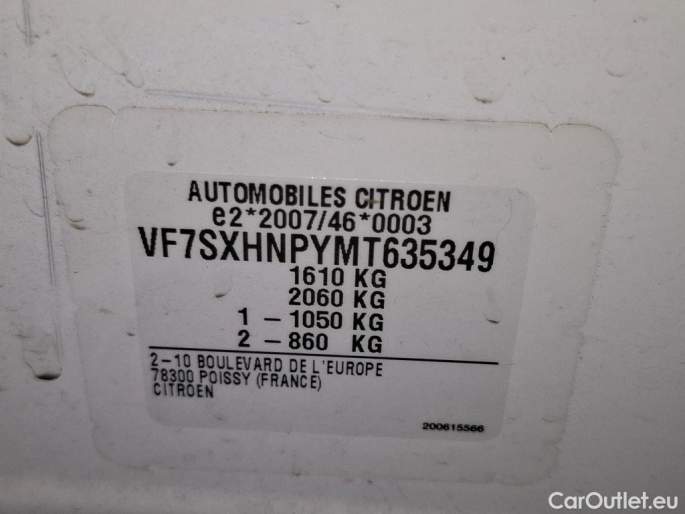 AUTOMOBILES CITROEN
e2*2007/46*0003
VF7SXHNPYMT635349
1610 KG
2060 KG
1 – 1050 KG
2 – 860 KG
2–10 BOULEVARD DE L'EUROPE
78300 POISSY (FRANCE)
CITROEN
200615566
CarOutlet.eu